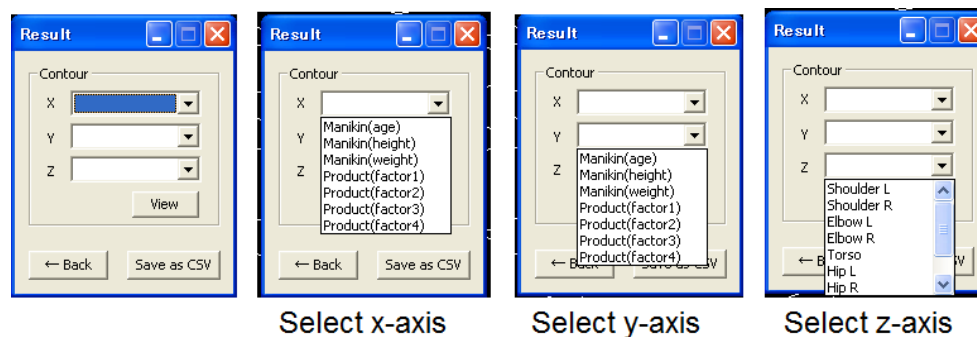 Result
Contour
X
Y
Z
View
← Back
Save as CSV
Result
Contour
X
Y
Z
Manikin(age)
Manikin(height)
Manikin(weight)
Product(factor1)
Product(factor2)
Product(factor3)
Product(factor4)
← Back
Save as CSV
Select x-axis
Result
Contour
X
Y
Z
Manikin(age)
Manikin(height)
Manikin(weight)
Product(factor1)
Product(factor2)
Product(factor3)
Product(factor4)
Select y-axis
Result
Contour
X
Y
Z
Shoulder L
Shoulder R
Elbow L
Elbow R
Torso
Hip L
Hip R
Select z-axis